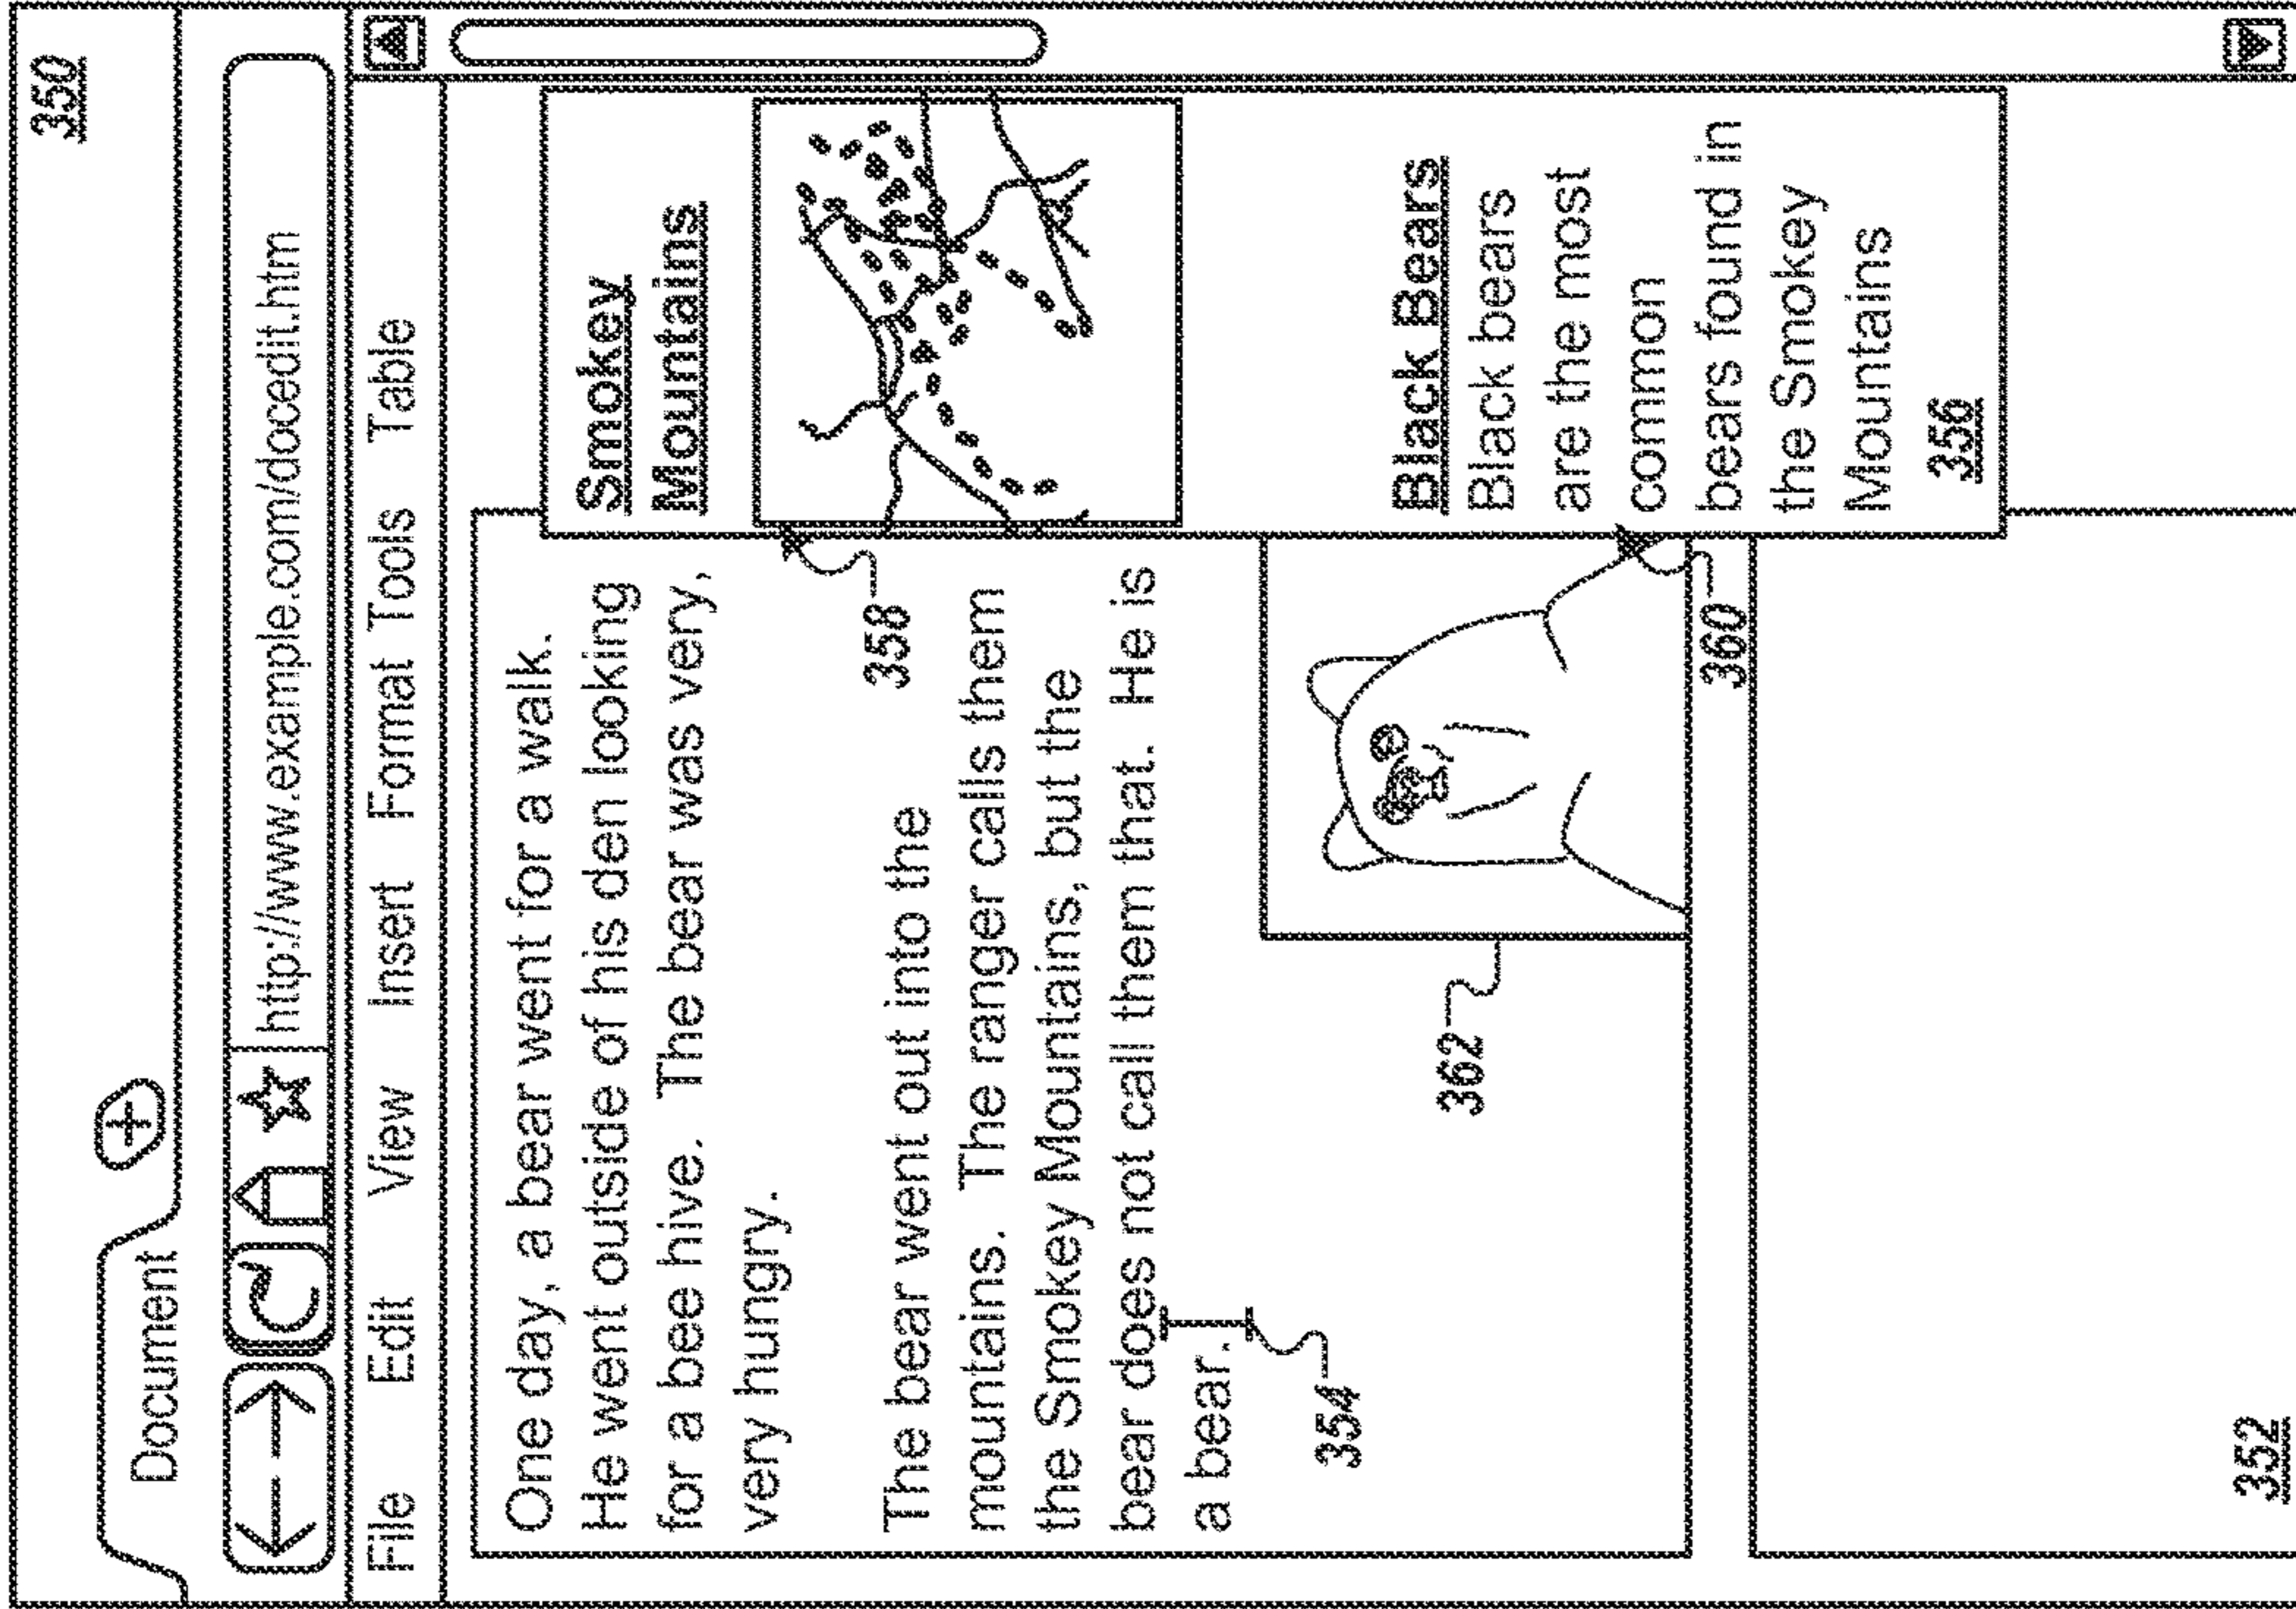 350
Document
http://www.example.com/docedit.htm
File Edit View Insert Format Tools Table
One day, a bear went for a walk.
He went outside of his den looking
for a bee hive. The bear was very,
very hungry.
The bear went out into the
mountains. The ranger calls them
the Smokey Mountains, but the
bear does not call them that. He is
a bear.
354
358
362
360
Smokey
Mountains
Black Bears
Black bears
are the most
common
bears found in
the Smokey
Mountains
356
352